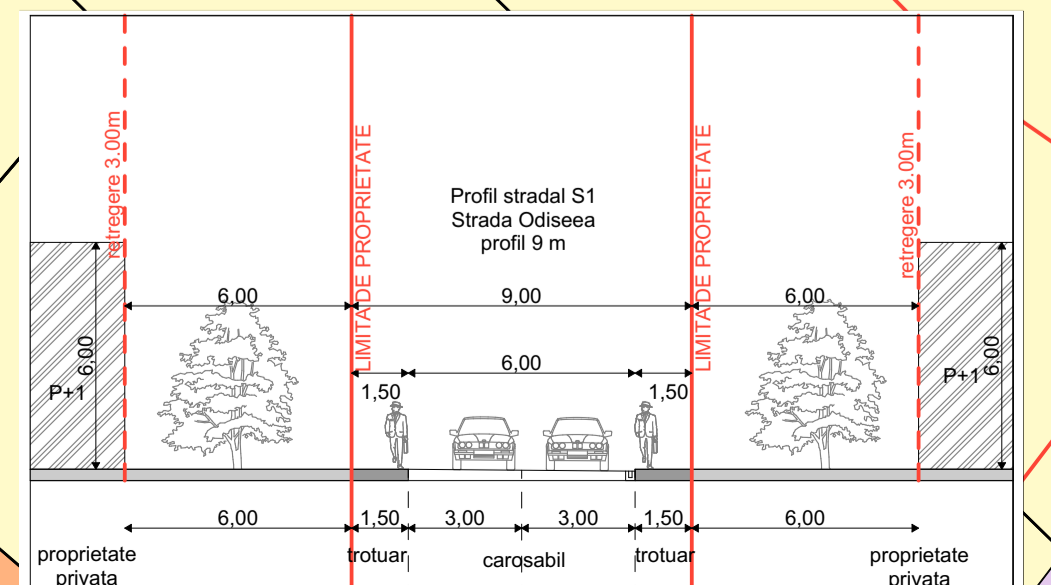 retregere 3.00m
LIMITA DE PROPRIETATE
Profil stradal S1
Strada Odiseea
profil 9 m
LIMITA DE PROPRIETATE
retregere 3.00m
6,00
9,00
6,00
6,00
P+1
6,00
1,50
1,50
P+1
6,00
6,00
1,50
3,00
3,00
1,50
6,00
proprietate
privata
trotuar
carosabil
trotuar
proprietate
privata